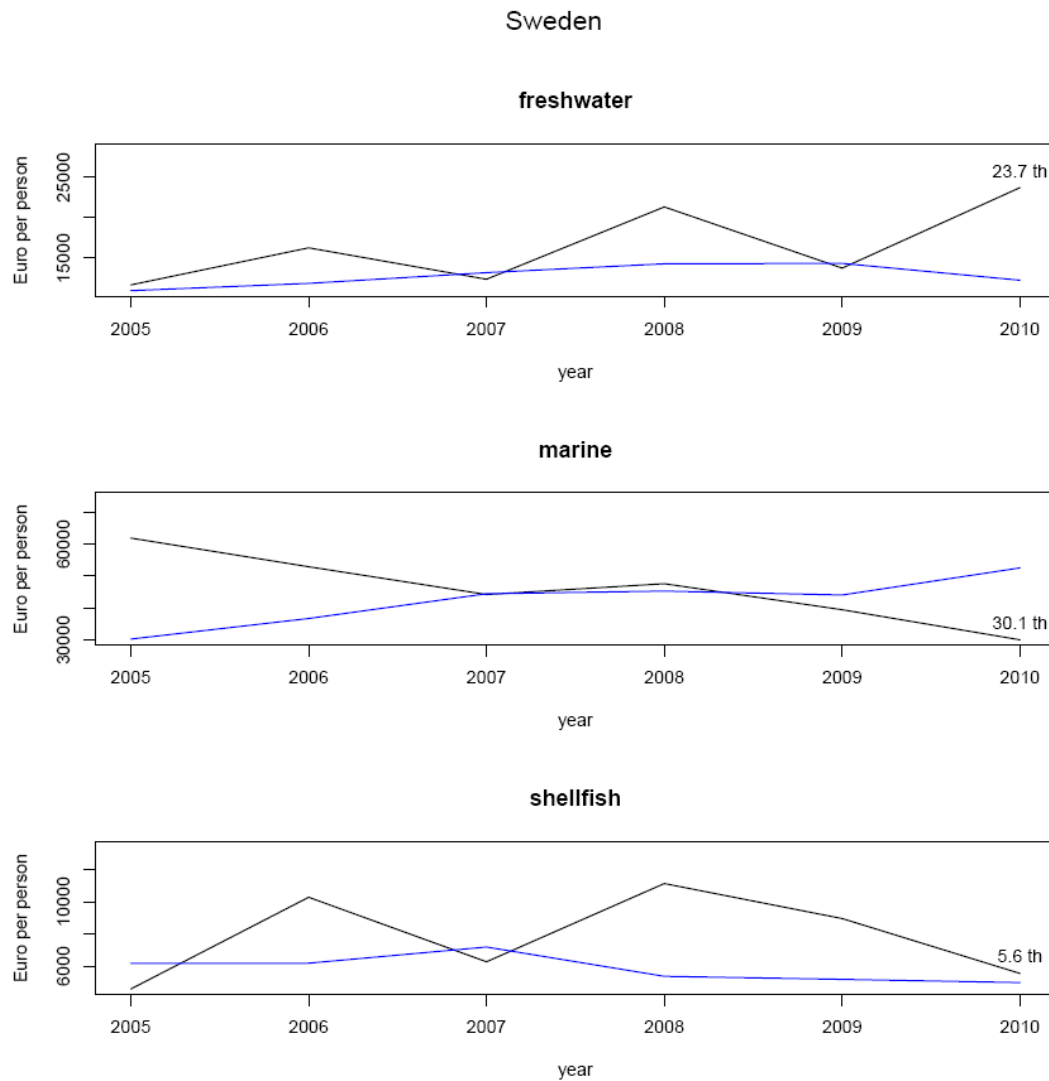 Sweden
freshwater
Euro per person
25000
15000
23.7 th
2005 2006 2007 2008 2009 2010
year
marine
Euro per person
60000
30000
30.1 th
2005 2006 2007 2008 2009 2010
year
shellfish
Euro per person
10000
6000
5.6 th
2005 2006 2007 2008 2009 2010
year